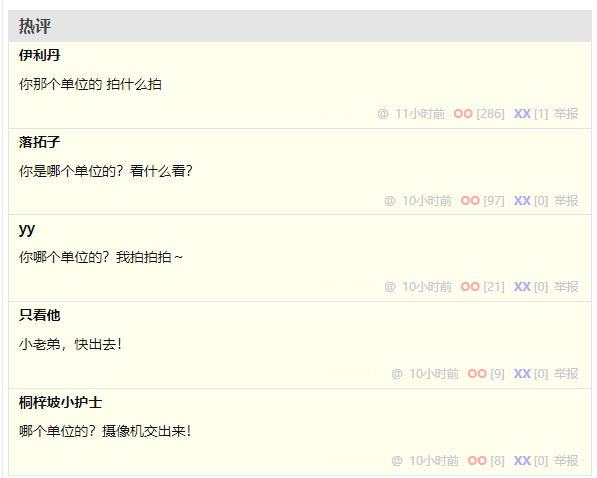 热评
伊利丹
你那个单位的 拍什么拍
@ 11小时前 OO [286] XX [1] 举报
落拓子
你是哪个单位的？看什么看？
@ 10小时前 OO [97] XX [0] 举报
yy
你哪个单位的？我拍拍拍～
@ 10小时前 OO [21] XX [0] 举报
只看他
小老弟，快出去！
@ 10小时前 OO [9] XX [0] 举报
桐梓坡小护士
哪个单位的？摄像机交出来！
@ 10小时前 OO [8] XX [0] 举报